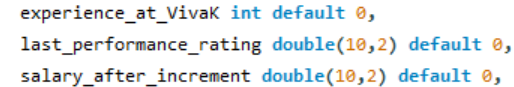 experience_at_VivaK int default 0,
last_performance_rating double(10,2) default 0,
salary_after_increment double(10,2) default 0,